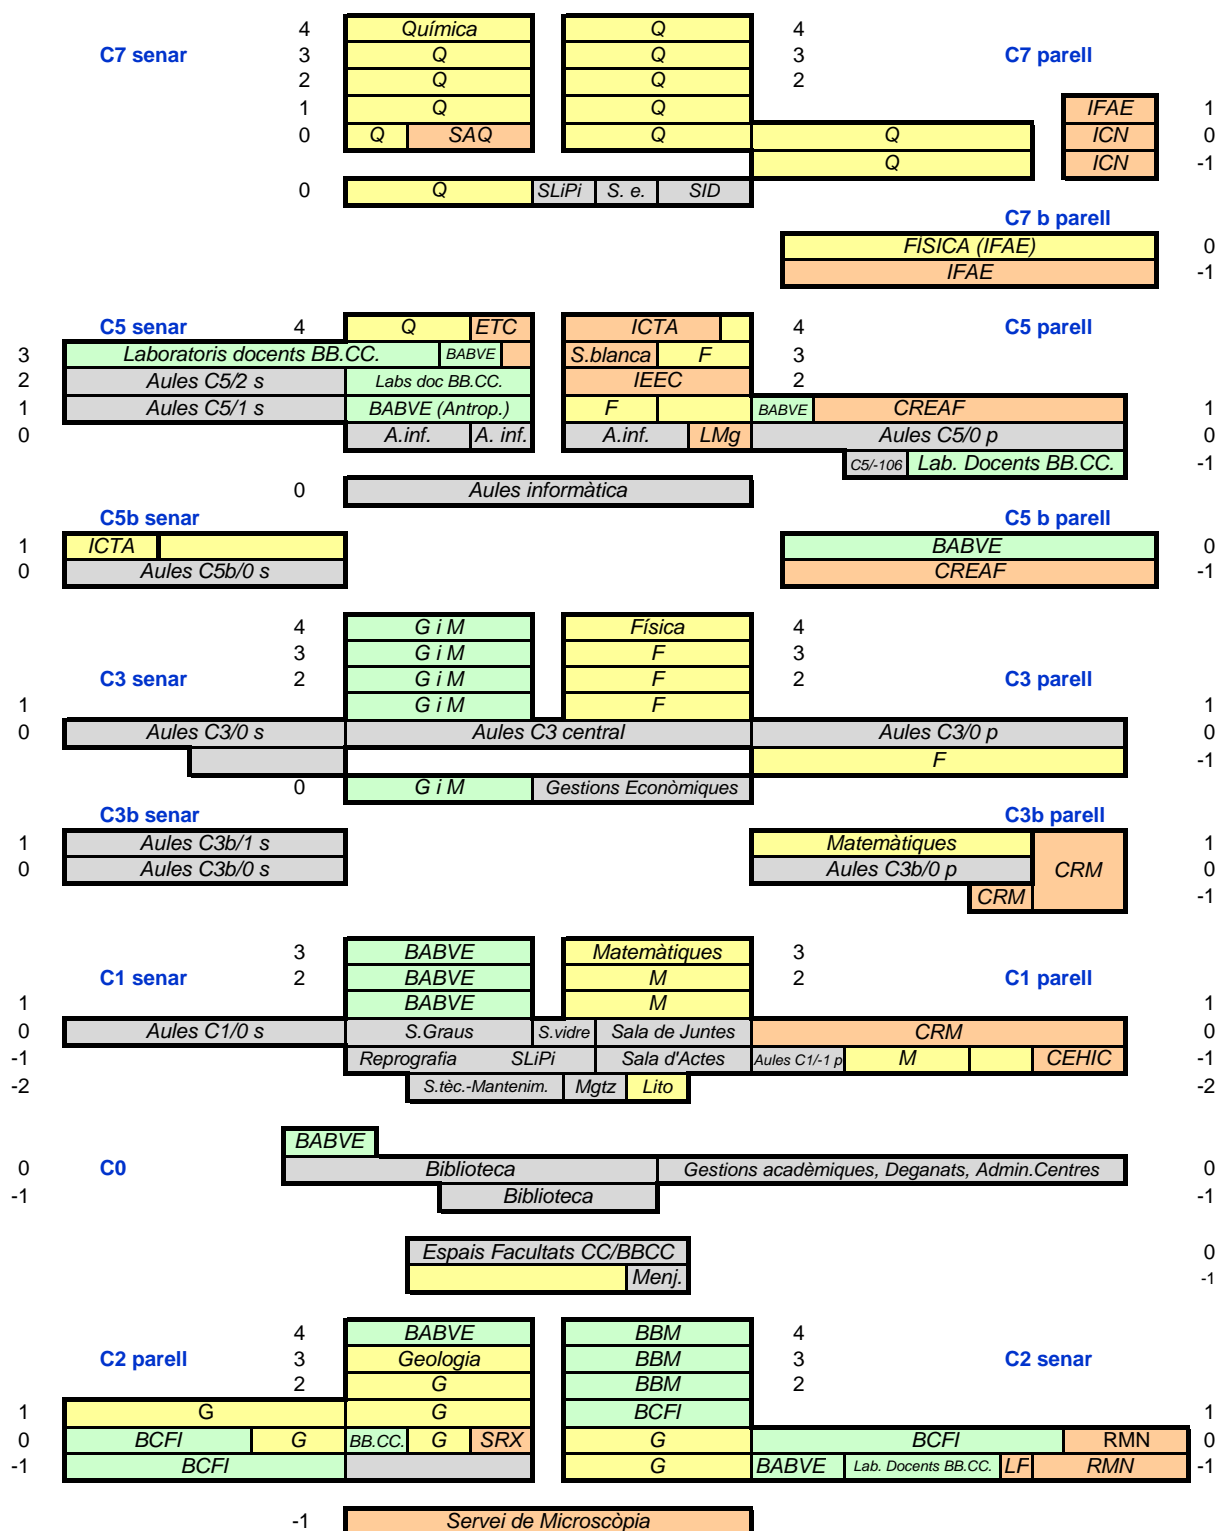 4 Química Q 4
C7 senar 3 Q Q 3 C7 parell
2 Q Q 2
1 Q Q IFAE 1
0 Q SAQ Q Q ICN 0
Q ICN -1
0 Q SLiPi S. e. SID
C7 b parell
FÍSICA (IFAE) 0
IFAE -1
C5 senar 4 Q ETC ICTA 4 C5 parell
3 Laboratoris docents BB.CC. BABVE S.blanca F 3
2 Aules C5/2 s Labs doc BB.CC. IEEC 2
1 Aules C5/1 s BABVE (Antrop.) F BABVE CREAF 1
0 A.inf. A. inf. A.inf. LMg Aules C5/0 p 0
C5/-106 Lab. Docents BB.CC. -1
0 Aules informàtica
C5b senar C5 b parell
1 ICTA BABVE 0
0 Aules C5b/0 s CREAF -1
4 G i M Física 4
3 G i M F 3
C3 senar 2 G i M F 2 C3 parell
1 G i M F 1
0 Aules C3/0 s Aules C3 central Aules C3/0 p 0
F -1
0 G i M Gestions Econòmiques
C3b senar C3b parell
1 Aules C3b/1 s Matemàtiques 1
0 Aules C3b/0 s Aules C3b/0 p CRM 0
CRM -1
3 BABVE Matemàtiques 3
C1 senar 2 BABVE M 2 C1 parell
1 BABVE M 1
0 Aules C1/0 s S.Graus S.vidre Sala de Juntes CRM 0
-1 Reprografia SLiPi Sala d'Actes Aules C1/-1 p M CEHIC -1
-2 S.tèc.-Mantenim. Mgtz Lito -2
BABVE
0 C0 Biblioteca Gestions acadèmiques, Deganats, Admin.Centres 0
-1 Biblioteca -1
Espais Facultats CC/BBCC 0
Menj. -1
4 BABVE BBM 4
C2 parell 3 Geologia BBM 3 C2 senar
2 G BBM 2
1 G G BCFI 1
0 BCFI G BB.CC. G SRX G BCFI RMN 0
-1 BCFI G BABVE Lab. Docents BB.CC. LF RMN -1
-1 Servei de Microscòpia